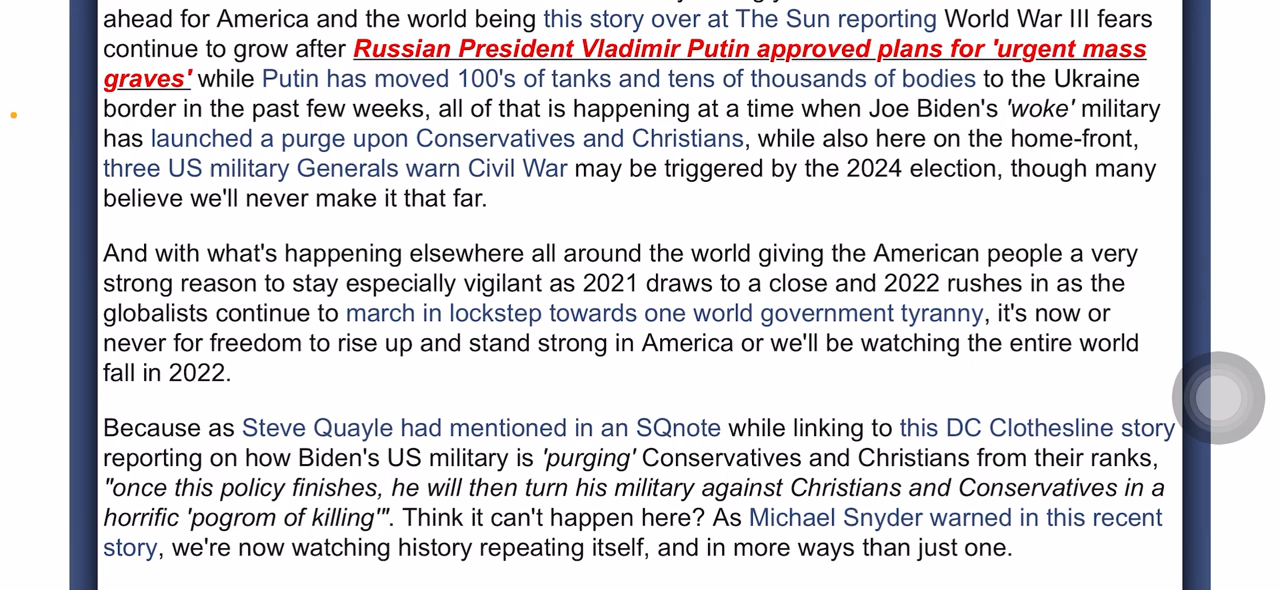 ahead for America and the world being this story over at The Sun reporting World War III fears
continue to grow after Russian President Vladimir Putin approved plans for 'urgent mass
graves' while Putin has moved 100's of tanks and tens of thousands of bodies to the Ukraine
border in the past few weeks, all of that is happening at a time when Joe Biden's 'woke' military
has launched a purge upon Conservatives and Christians, while also here on the home-front,
three US military Generals warn Civil War may be triggered by the 2024 election, though many
believe we'll never make it that far.
And with what's happening elsewhere all around the world giving the American people a very
strong reason to stay especially vigilant as 2021 draws to a close and 2022 rushes in as the
globalists continue to march in lockstep towards one world government tyranny, it's now or
never for freedom to rise up and stand strong in America or we'll be watching the entire world
fall in 2022.
Because as Steve Quayle had mentioned in an SQnote while linking to this DC Clothesline story
reporting on how Biden's US military is 'purging' Conservatives and Christians from their ranks,
"once this policy finishes, he will then turn his military against Christians and Conservatives in a
horrific 'pogrom of killing'". Think it can't happen here? As Michael Snyder warned in this recent
story, we're now watching history repeating itself, and in more ways than just one.